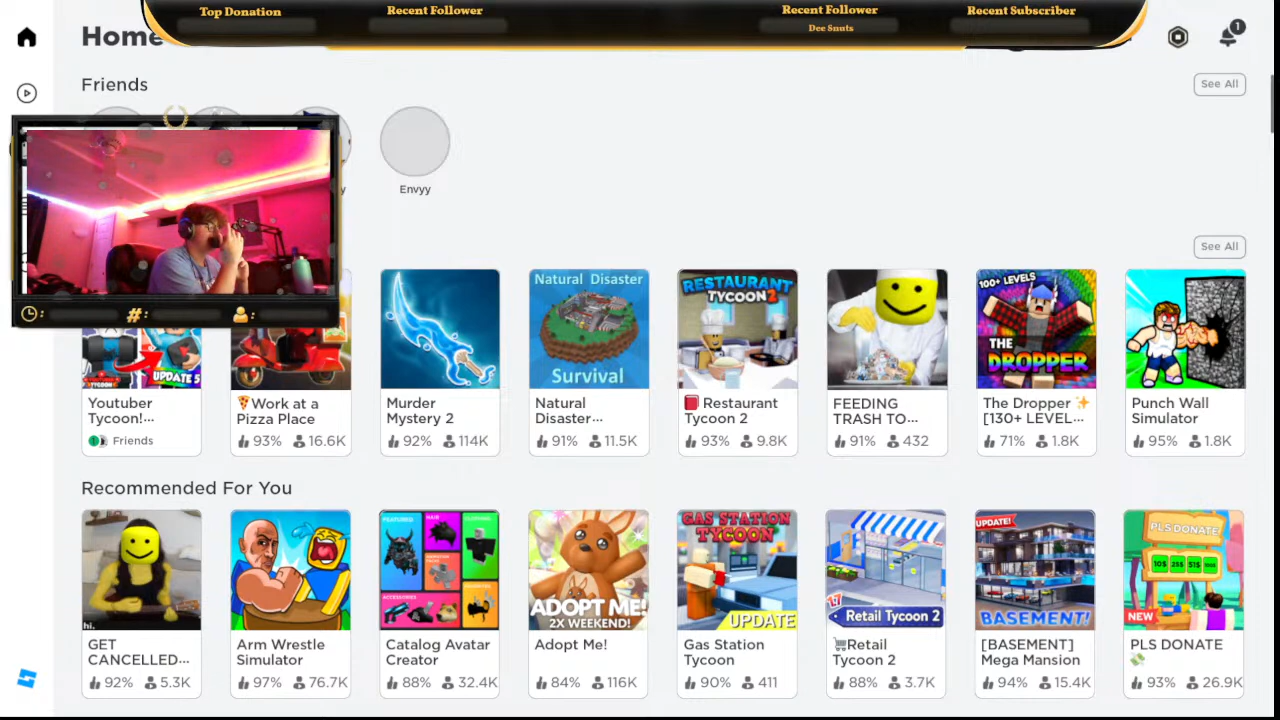 Top Donation
Recent Follower
Recent Follower
Recent Subscriber
Dee Snuts
Home
1
Friends
See All
Envyy
See All
#:
Natural Disaster
Survival
RESTAURANT
TYCOON 2
100+ LEVELS
THE
DROPPER
UPDATE 5
Youtuber
Tycoon!...
Friends
Work at a
Pizza Place
93% 16.6K
Murder
Mystery 2
92% 114K
Natural
Disaster...
91% 11.5K
Restaurant
Tycoon 2
93% 9.8K
FEEDING
TRASH TO...
91% 432
The Dropper
[130+ LEVEL...
71% 1.8K
Punch Wall
Simulator
95% 1.8K
Recommended For You
hi.
FEATURED
HAIR
ACCESSORIES
ADOPT ME!
2X WEEKEND!
GAS STATION
TYCOON
UPDATE
Retail Tycoon 2
UPDATE!
BASEMENT!
PLS DONATE
NEW
GET
CANCELLED...
92% 5.3K
Arm Wrestle
Simulator
97% 76.7K
Catalog Avatar
Creator
88% 32.4K
Adopt Me!
84% 116K
Gas Station
Tycoon
90% 411
Retail
Tycoon 2
88% 3.7K
[BASEMENT]
Mega Mansion
94% 15.4K
PLS DONATE
93% 26.9K